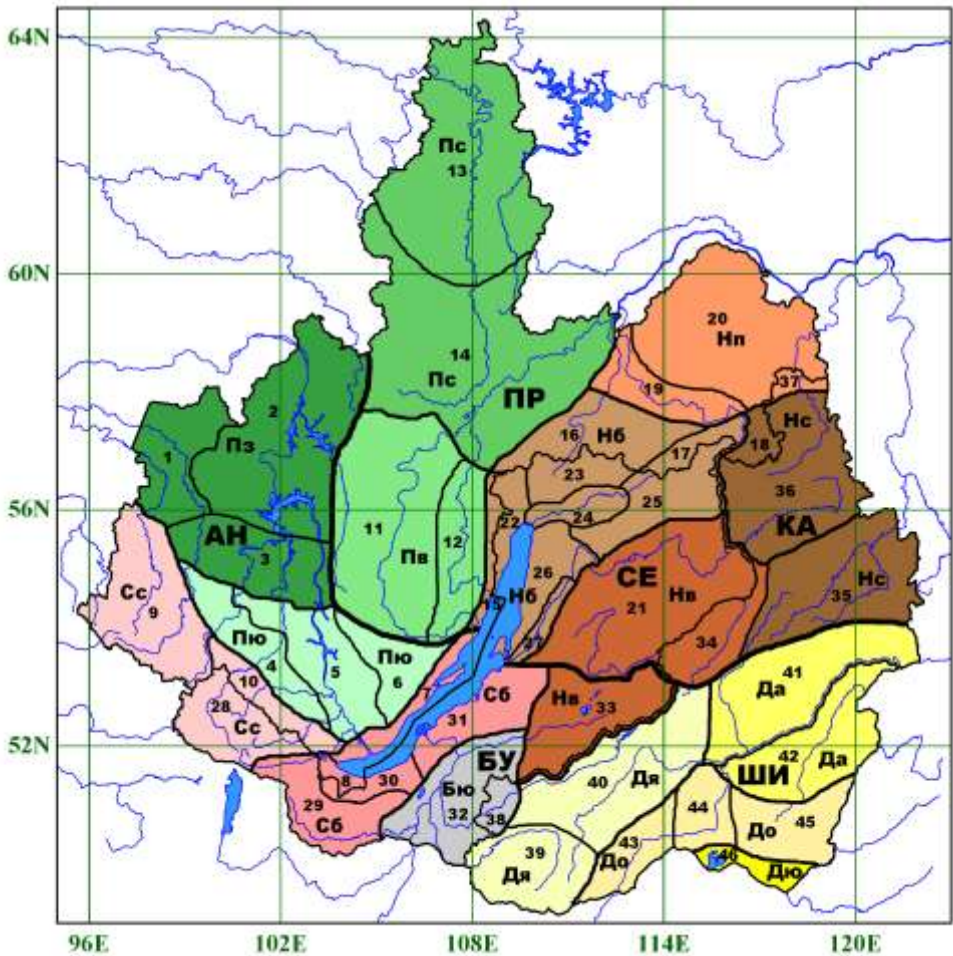 64N
Пс
13
60N
20
Нп
14
Пс
19
37
ПР
2
Нс
16
Нб
Пз
17
18
1
23
36
56N
11
25
22
24
КА
АН
12
Пв
3
26
СЕ
Нс
Сс
Нб
35
9
15
21
Нв
27
34
Пю
Пю
41
4
5
6
Да
10
7
Сб
Нв
28
33
31
Сс
52N
БУ
42
Да
8
30
40
Дя
ШИ
Бю
29
32
38
44
45
Сб
До
43
39
46
Дя
До
Дю
96E 102E 108E 114E 120E